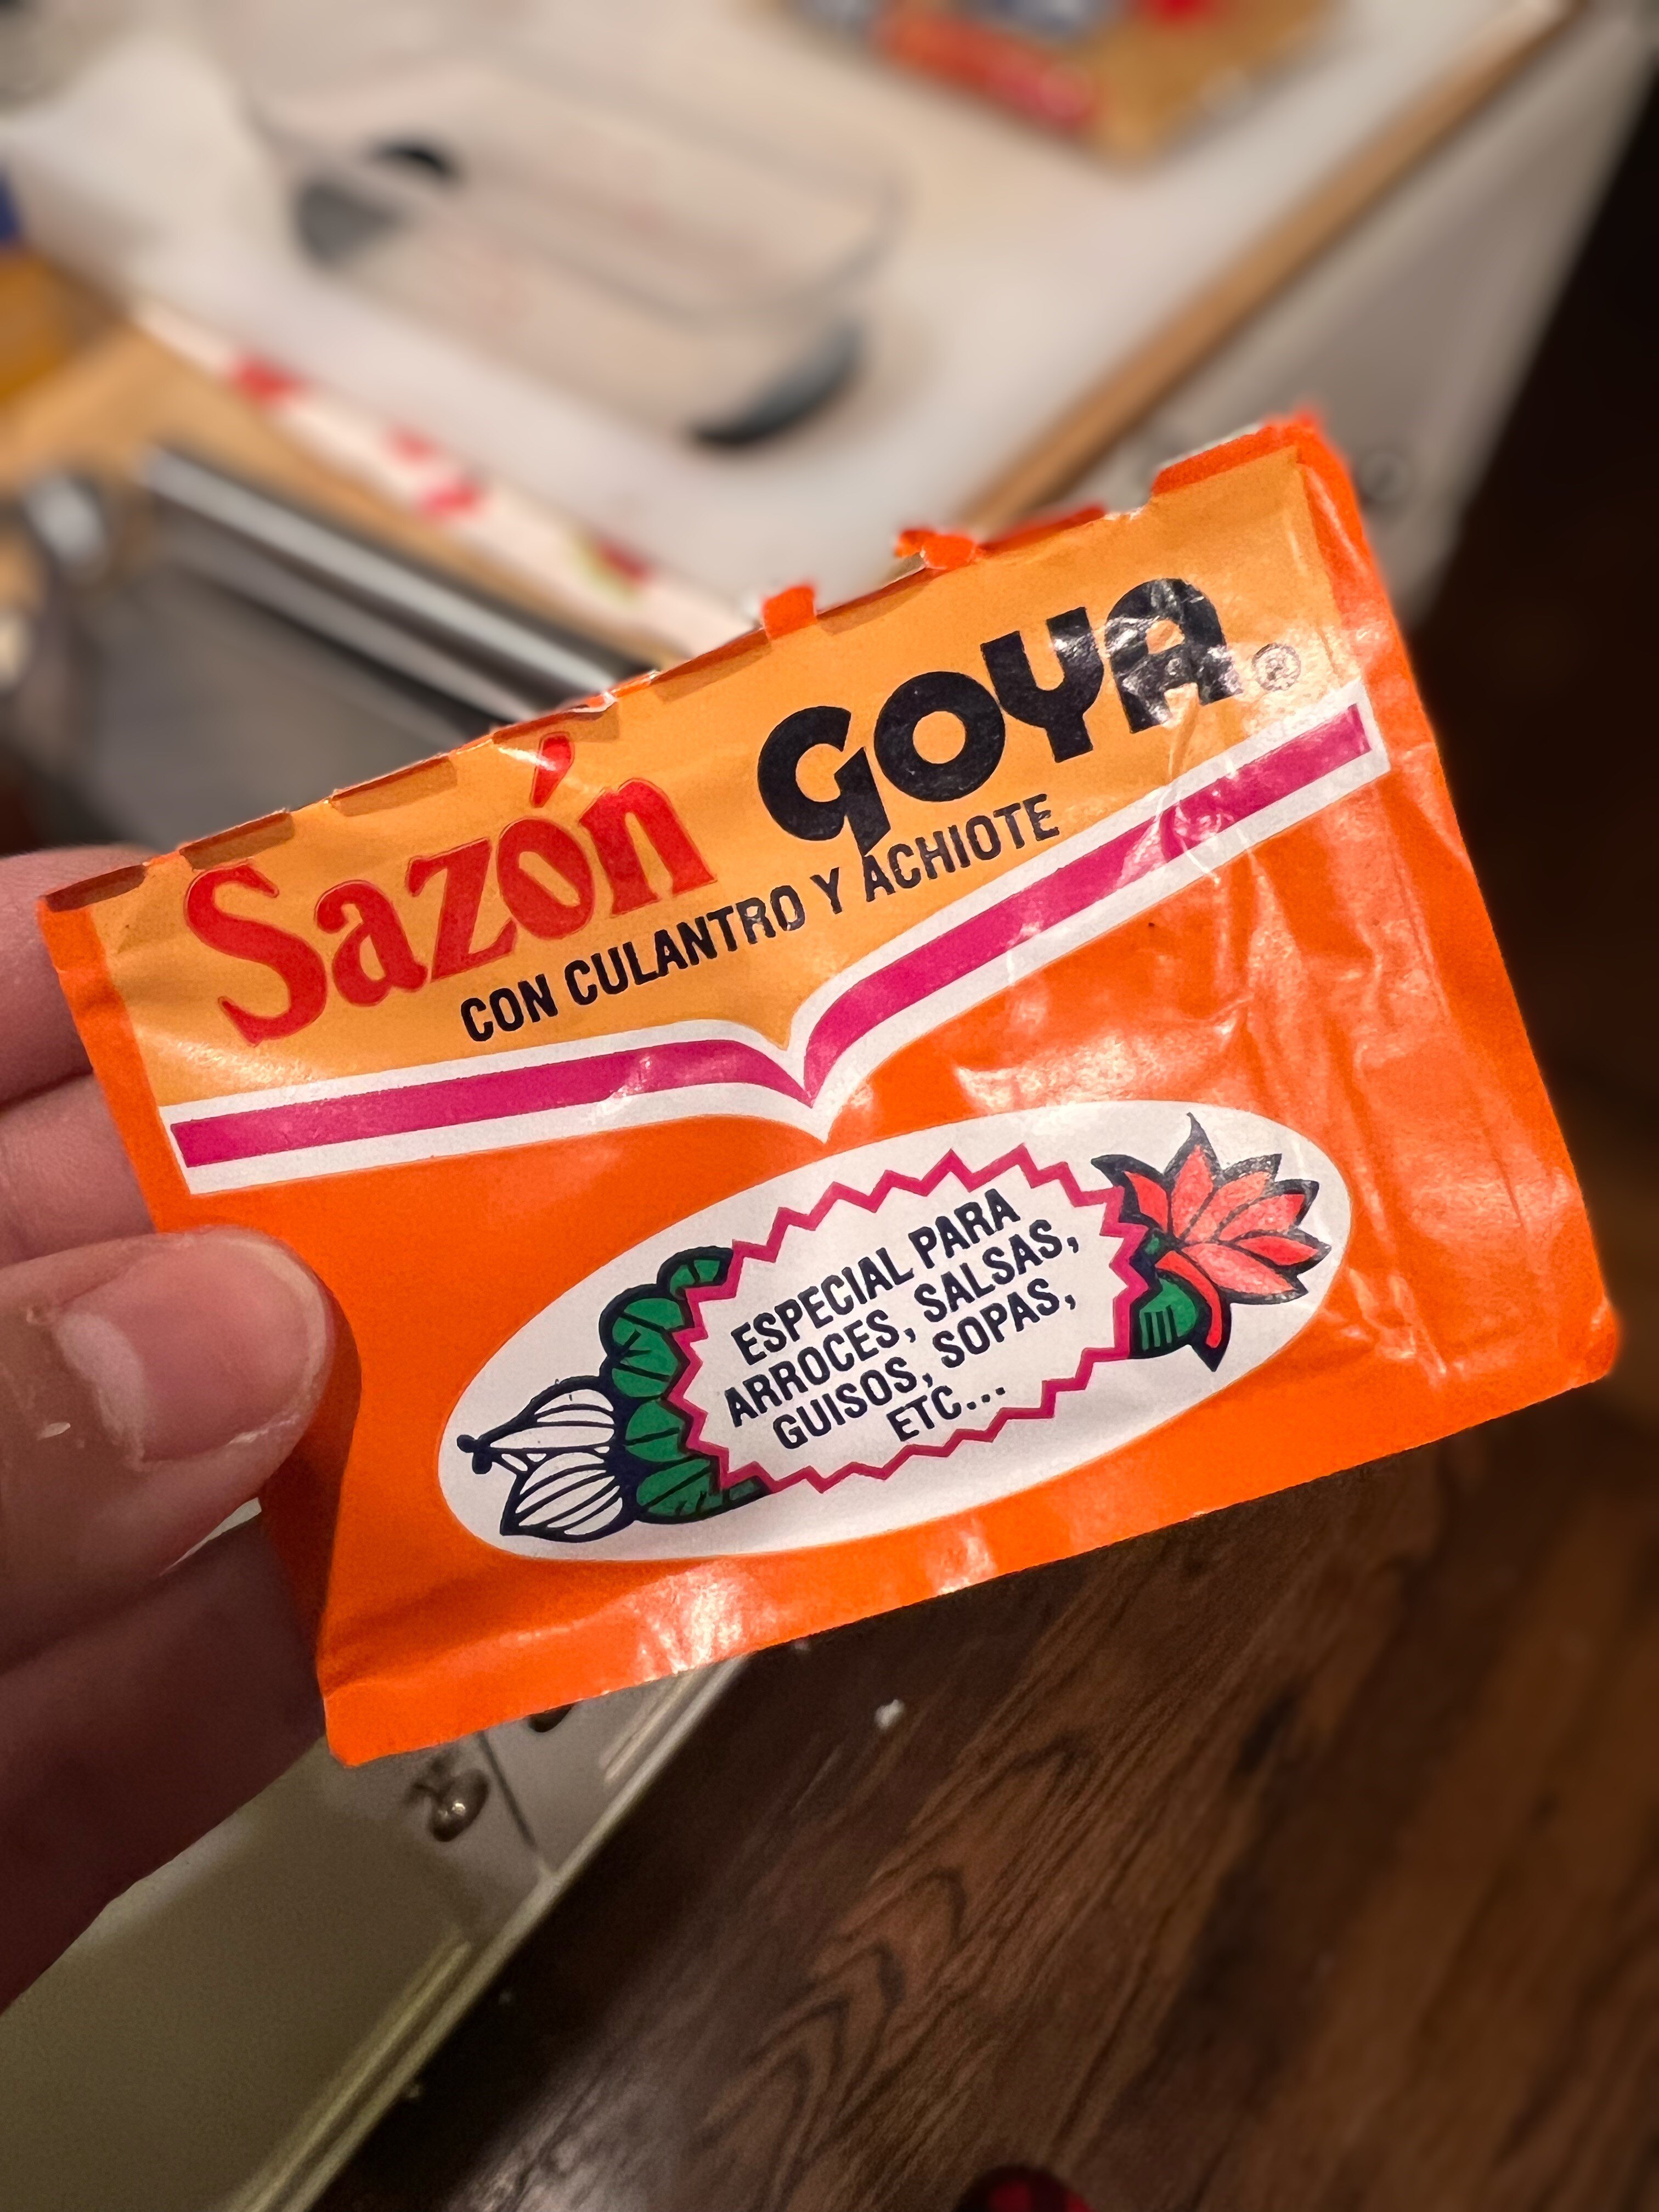 Sazón GOYA®
CON CULANTRO Y ACHIOTE
ESPECIAL PARA
ARROCES, SALSAS,
GUISOS, SOPAS,
ETC...